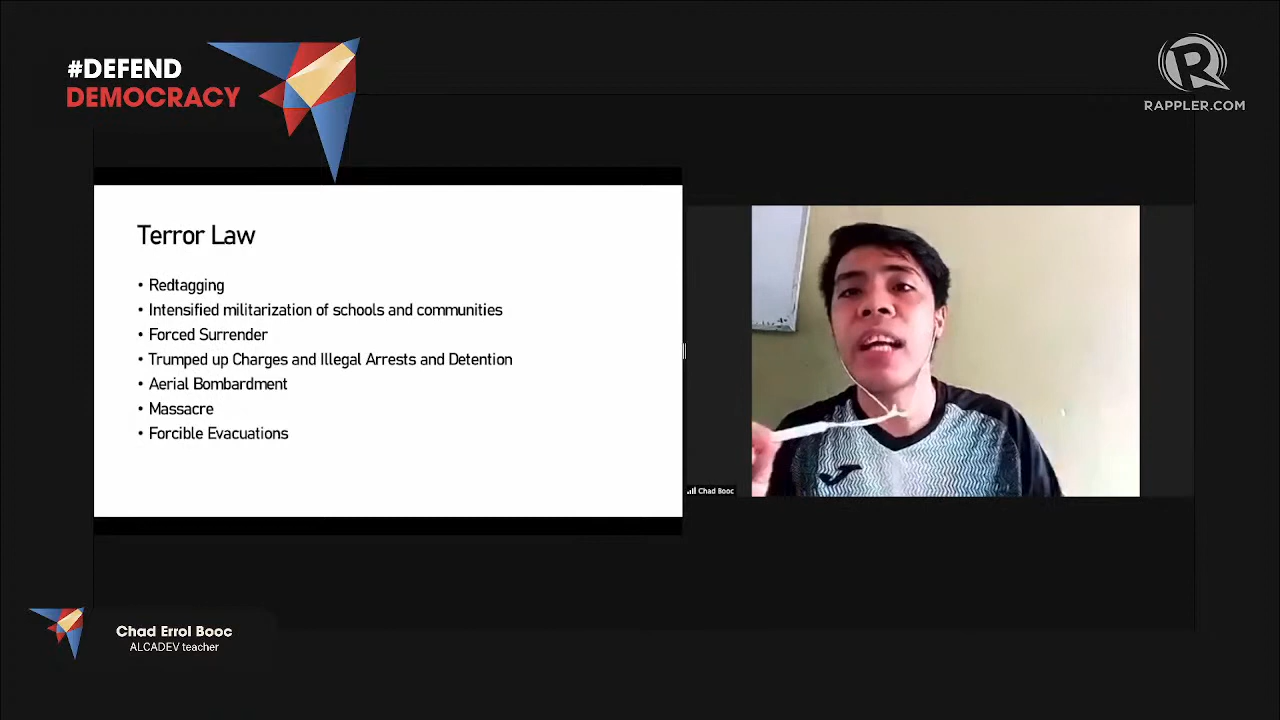 #DEFEND
DEMOCRACY
RAPPLER.COM
Terror Law
• Redtagging
• Intensified militarization of schools and communities
• Forced Surrender
• Trumped up Charges and Illegal Arrests and Detention
• Aerial Bombardment
• Massacre
• Forcible Evacuations
Chad Booc
Chad Errol Booc
ALCADEV teacher